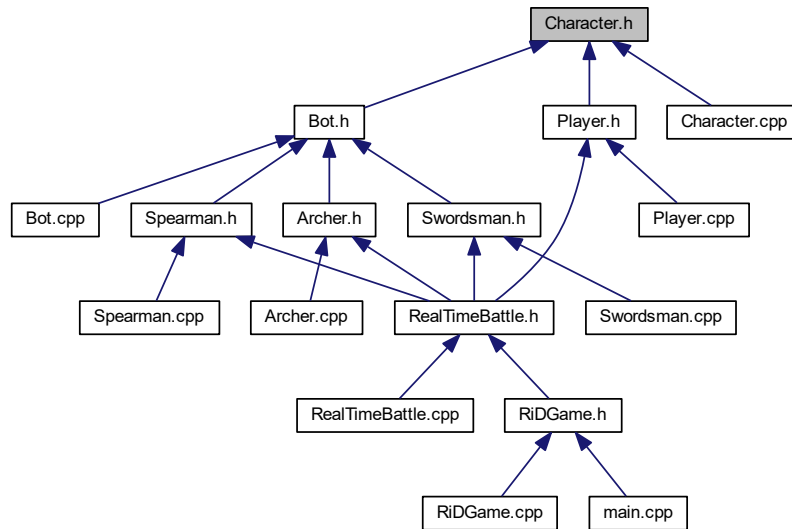 Character.h
Bot.h
Player.h
Character.cpp
Bot.cpp
Spearman.h
Archer.h
Swordsman.h
Player.cpp
Spearman.cpp
Archer.cpp
RealTimeBattle.h
Swordsman.cpp
RealTimeBattle.cpp
RiDGame.h
RiDGame.cpp
main.cpp